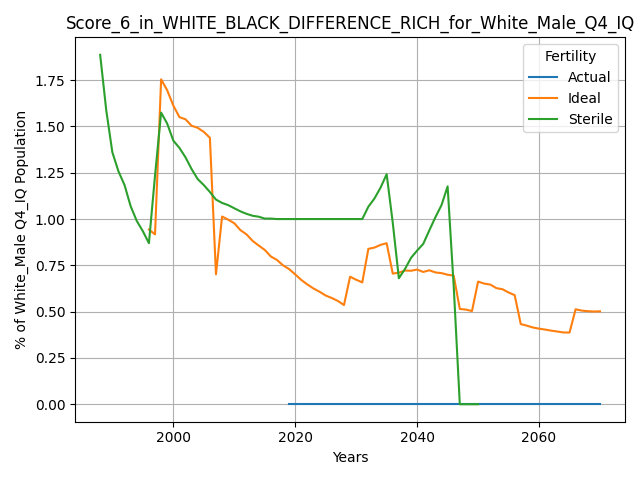 Score_6_in_WHITE_BLACK_DIFFERENCE_RICH_for_White_Male_Q4_IQ
Fertility
Actual
Ideal
Sterile
% of White_Male Q4_IQ Population
1.75
1.50
1.25
1.00
0.75
0.50
0.25
0.00
2000 2020 2040 2060
Years